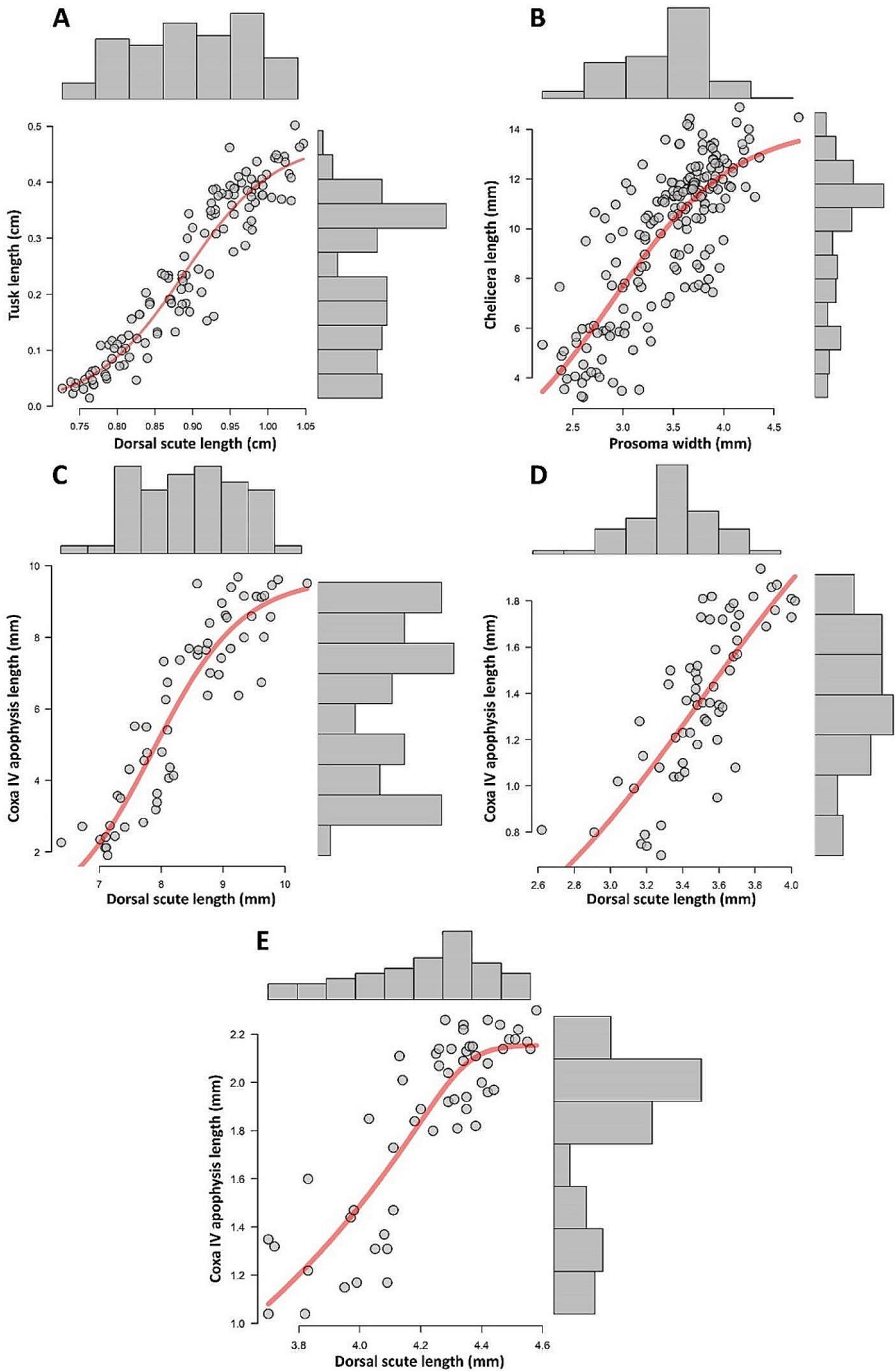 A
B
0.5
0.4
0.3
0.2
0.1
0.0
Tusk length (cm)
0.75 0.80 0.85 0.90 0.95 1.00 1.05
Dorsal scute length (cm)
14
12
10
8
6
4
Chelicera length (mm)
2.5 3.0 3.5 4.0 4.5
Prosoma width (mm)
C
D
10
8
6
4
2
Coxa IV apophysis length (mm)
7 8 9 10
Dorsal scute length (mm)
1.8
1.6
1.4
1.2
1.0
0.8
Coxa IV apophysis length (mm)
2.6 2.8 3.0 3.2 3.4 3.6 3.8 4.0
Dorsal scute length (mm)
E
2.2
2.0
1.8
1.6
1.4
1.2
1.0
Coxa IV apophysis length (mm)
3.8 4.0 4.2 4.4 4.6
Dorsal scute length (mm)